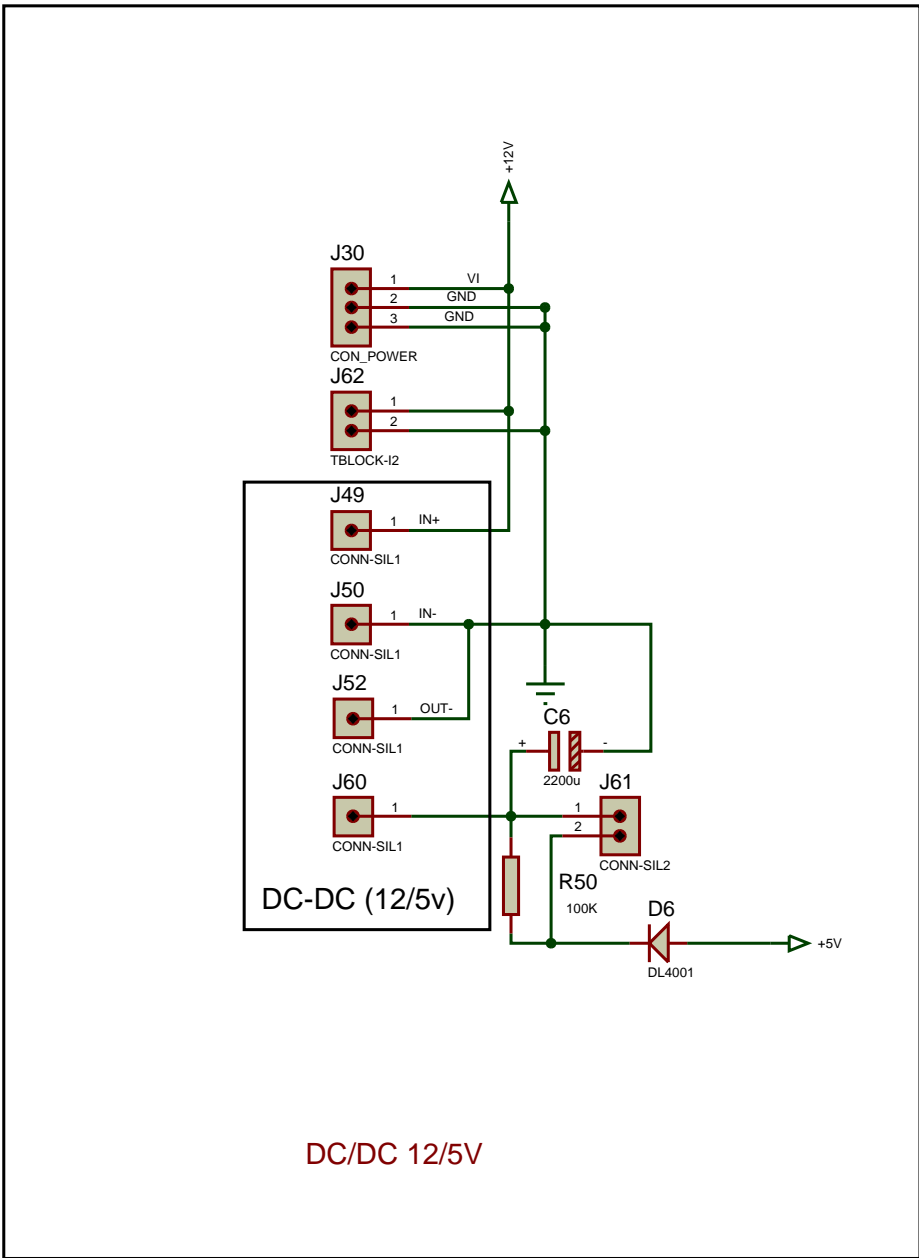 +12V
J30
1 VI
2 GND
3 GND
CON_POWER
J62
1
2
TBLOCK-I2
J49
1 IN+
CONN-SIL1
J50
1 IN-
CONN-SIL1
J52
1 OUT-
CONN-SIL1
C6
+ -
2200u
J60
1
CONN-SIL1
J61
1
2
CONN-SIL2
DC-DC (12/5v)
R50
100K
D6
+5V
DL4001
DC/DC 12/5V